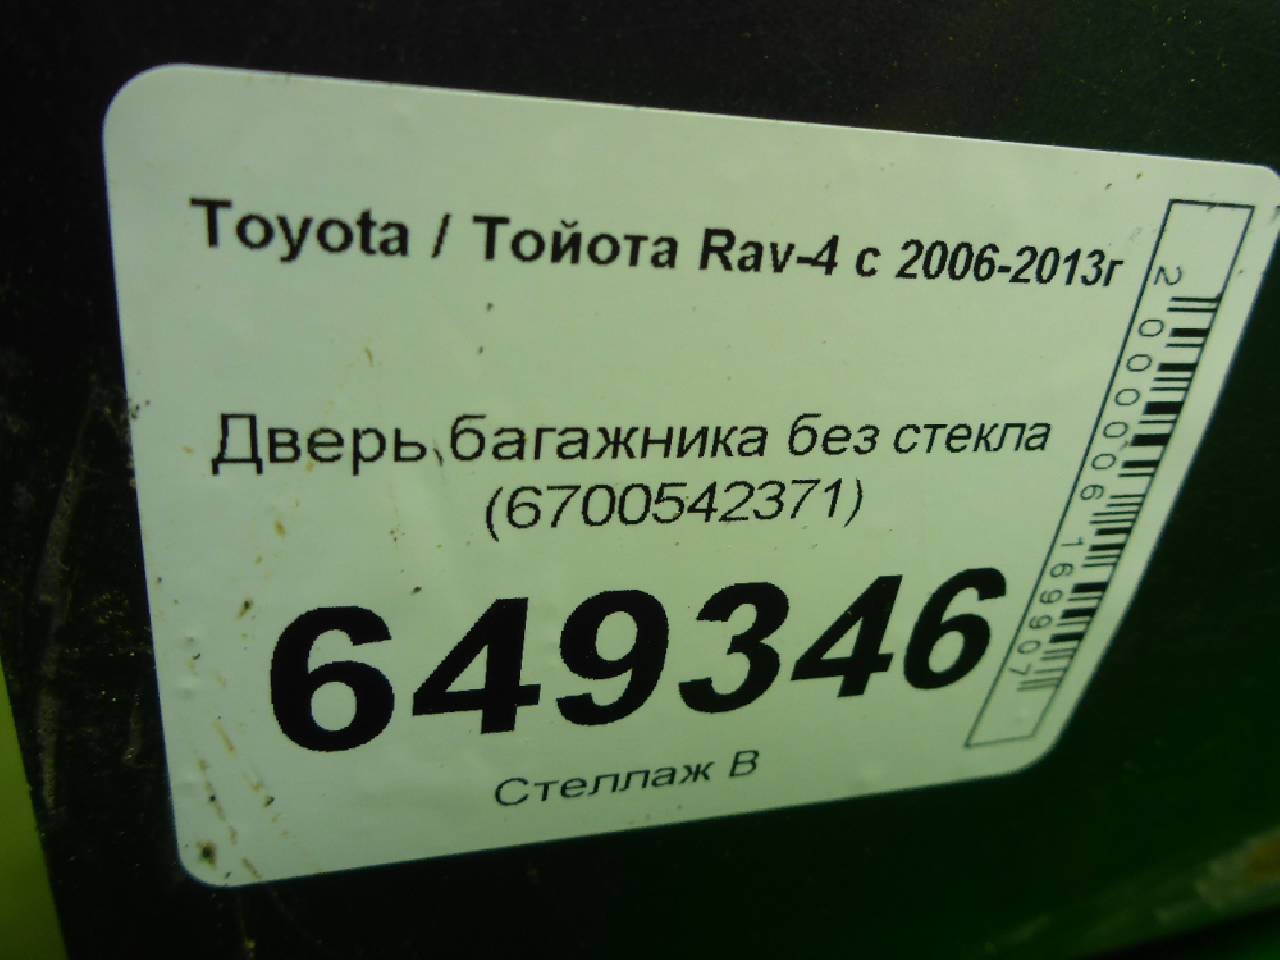 Toyota / Тойота Rav-4 с 2006-2013г
Дверь багажника без стекла
(6700542371)
649346
Стеллаж В
2000006169907